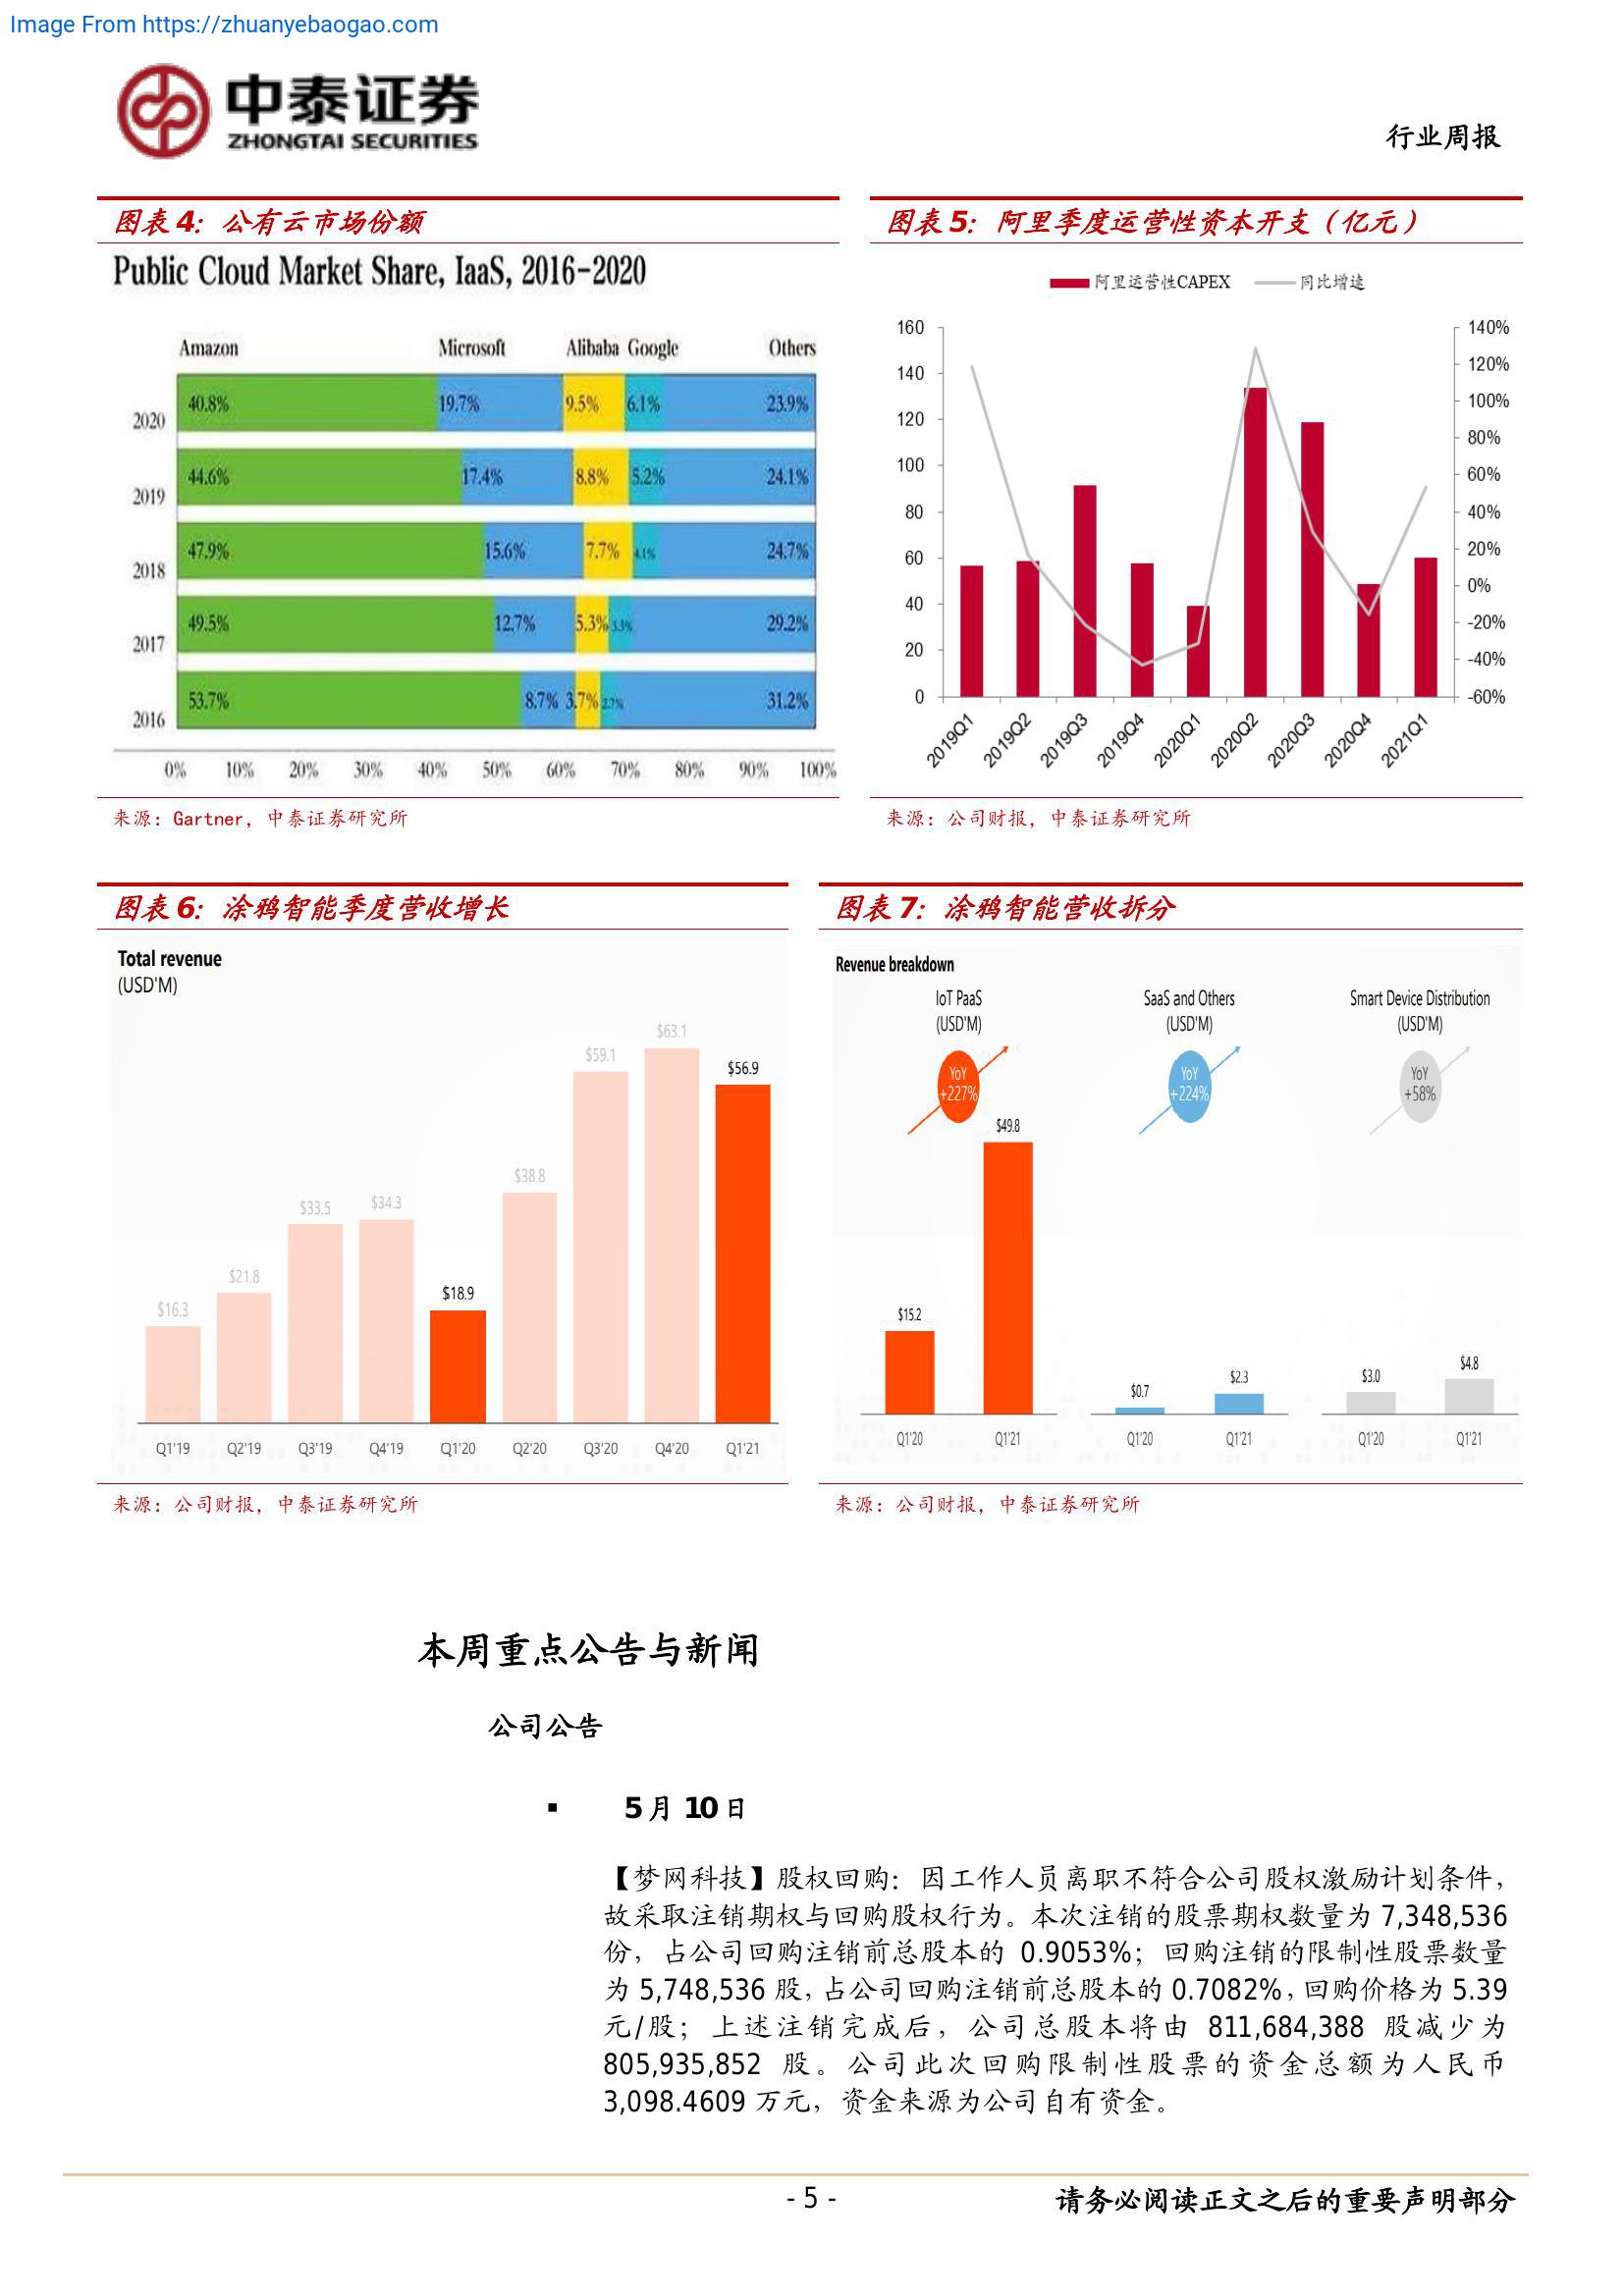 Image From https://zhuanyebaogao.com
中泰证券
ZHONGTAI SECURITIES
行业周报
图表 4：公有云市场份额
Public Cloud Market Share, IaaS, 2016-2020
Amazon Microsoft Alibaba Google Others
2020 40.8% 19.7% 9.5% 6.1% 23.9%
2019 44.6% 17.4% 8.8% 5.2% 24.1%
2018 47.9% 15.6% 7.7% 4.1% 24.7%
2017 49.5% 12.7% 5.3% 3.3% 29.2%
2016 53.7% 8.7% 3.7% 2.7% 31.2%
0% 10% 20% 30% 40% 50% 60% 70% 80% 90% 100%
来源：Gartner，中泰证券研究所
图表 5：阿里季度运营性资本开支（亿元）
阿里运营性CAPEX 同比增速
160 140%
140 120%
120 100%
100 80%
80 60%
60 40%
40 20%
20 0%
0 -20%
-40%
-60%
2019Q1 2019Q2 2019Q3 2019Q4 2020Q1 2020Q2 2020Q3 2020Q4 2021Q1
来源：公司财报，中泰证券研究所
图表 6：涂鸦智能季度营收增长
Total revenue
(USD'M)
$16.3 $21.8 $33.5 $34.3 $18.9 $38.8 $59.1 $63.1 $56.9
Q1'19 Q2'19 Q3'19 Q4'19 Q1'20 Q2'20 Q3'20 Q4'20 Q1'21
来源：公司财报，中泰证券研究所
图表 7：涂鸦智能营收拆分
Revenue breakdown
IoT PaaS SaaS and Others Smart Device Distribution
(USD'M) (USD'M) (USD'M)
YoY YoY YoY
+227% +224% +58%
$15.2 $49.8 $0.7 $2.3 $3.0 $4.8
Q1'20 Q1'21 Q1'20 Q1'21 Q1'20 Q1'21
来源：公司财报，中泰证券研究所
本周重点公告与新闻
公司公告
▪ 5 月 10 日
【梦网科技】股权回购：因工作人员离职不符合公司股权激励计划条件，
故采取注销期权与回购股权行为。本次注销的股票期权数量为 7,348,536
份，占公司回购注销前总股本的 0.9053%；回购注销的限制性股票数量
为 5,748,536 股，占公司回购注销前总股本的 0.7082%，回购价格为 5.39
元/股；上述注销完成后，公司总股本将由 811,684,388 股减少为
805,935,852 股。公司此次回购限制性股票的资金总额为人民币
3,098.4609 万元，资金来源为公司自有资金。
- 5 -
请务必阅读正文之后的重要声明部分